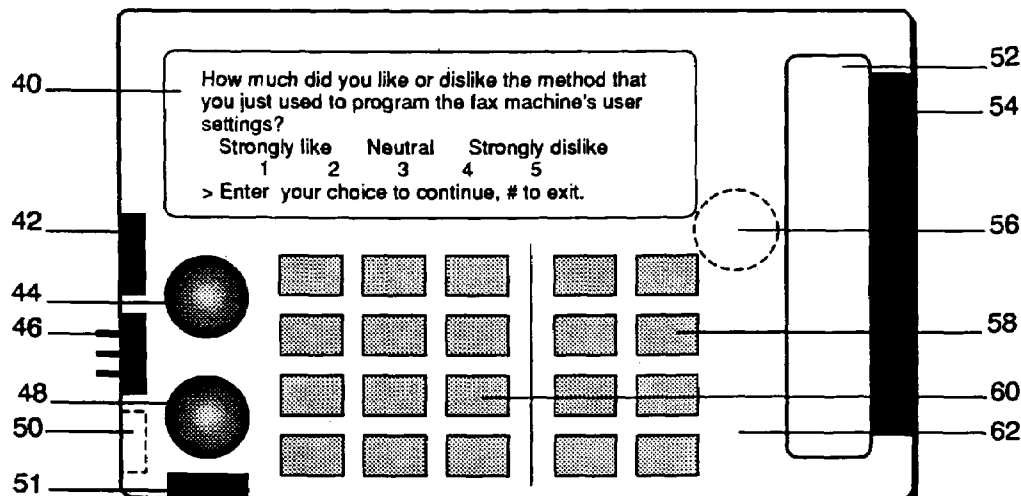 How much did you like or dislike the method that
you just used to program the fax machine's user
settings?
Strongly like Neutral Strongly dislike
1 2 3 4 5
> Enter your choice to continue, # to exit.
40
42
44
46
48
50
51
52
54
56
58
60
62